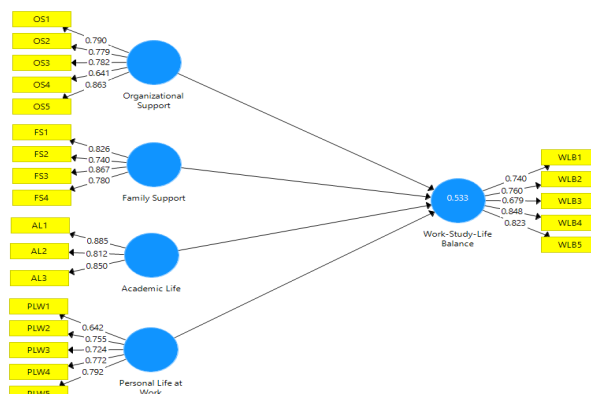 OS1
OS2
OS3
OS4
OS5
0.790
0.779
0.782
0.641
0.863
Organizational
Support
FS1
FS2
FS3
FS4
0.826
0.740
0.867
0.780
Family Support
AL1
AL2
AL3
0.885
0.812
0.850
Academic Life
PLW1
PLW2
PLW3
PLW4
PLW5
0.642
0.755
0.724
0.772
0.792
Personal Life at
Work
0.533
Work-Study-Life
Balance
0.740
0.760
0.679
0.848
0.823
WLB1
WLB2
WLB3
WLB4
WLB5